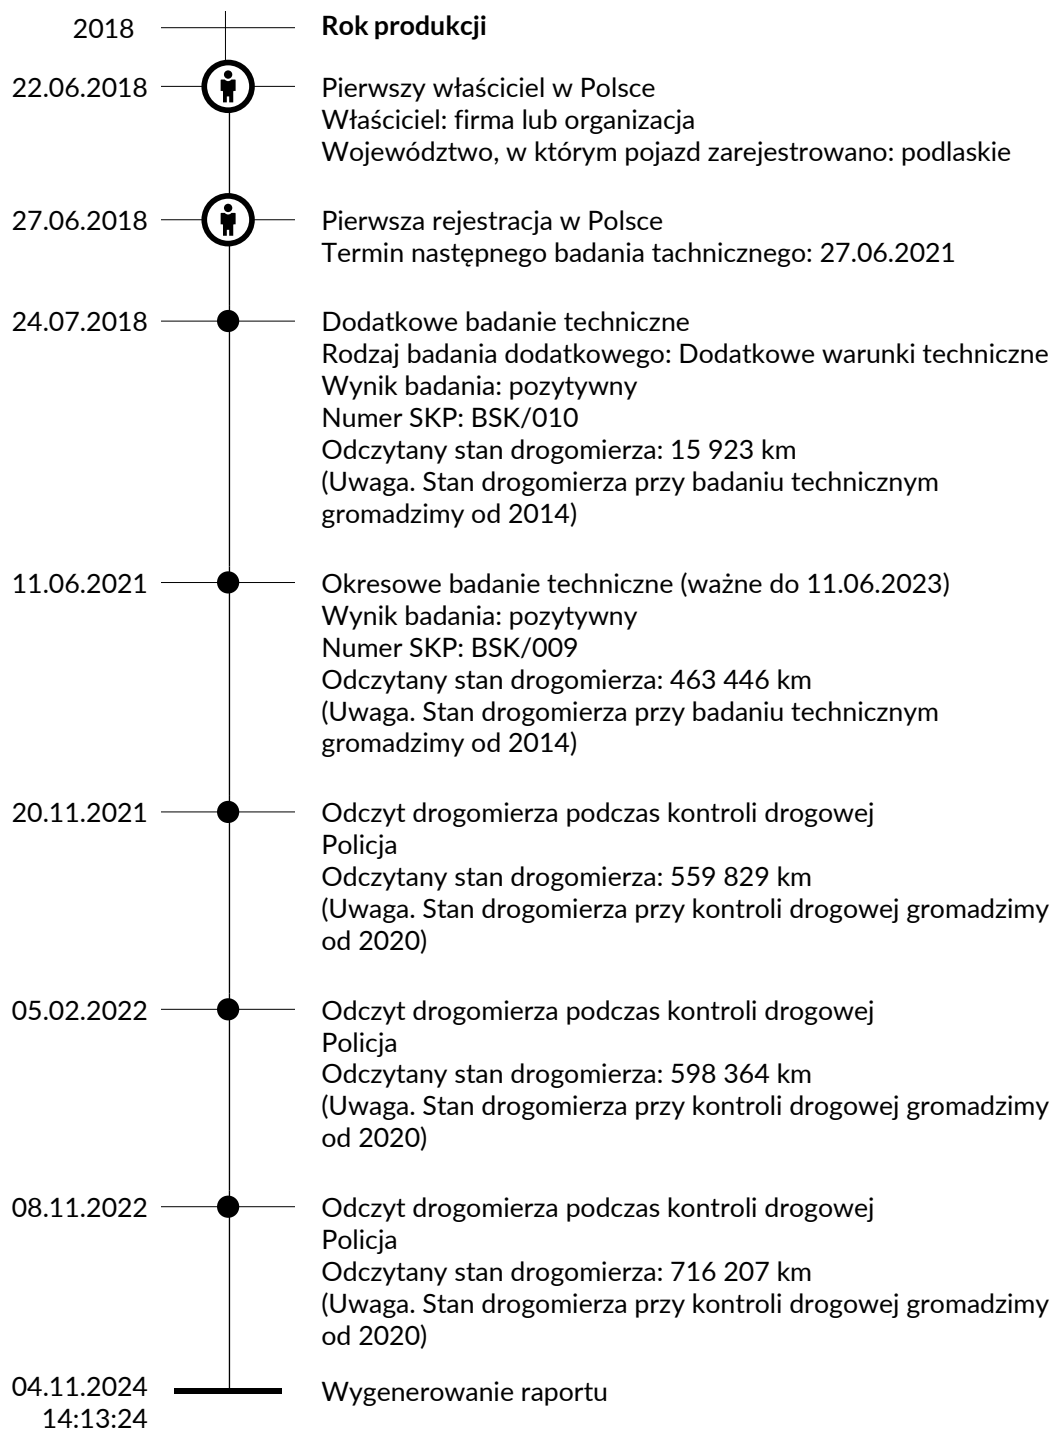 2018
Rok produkcji
22.06.2018
Pierwszy właściciel w Polsce
Właściciel: firma lub organizacja
Województwo, w którym pojazd zarejestrowano: podlaskie
27.06.2018
Pierwsza rejestracja w Polsce
Termin następnego badania tachnicznego: 27.06.2021
24.07.2018
Dodatkowe badanie techniczne
Rodzaj badania dodatkowego: Dodatkowe warunki techniczne
Wynik badania: pozytywny
Numer SKP: BSK/010
Odczytany stan drogomierza: 15 923 km
(Uwaga. Stan drogomierza przy badaniu technicznym
gromadzimy od 2014)
11.06.2021
Okresowe badanie techniczne (ważne do 11.06.2023)
Wynik badania: pozytywny
Numer SKP: BSK/009
Odczytany stan drogomierza: 463 446 km
(Uwaga. Stan drogomierza przy badaniu technicznym
gromadzimy od 2014)
20.11.2021
Odczyt drogomierza podczas kontroli drogowej
Policja
Odczytany stan drogomierza: 559 829 km
(Uwaga. Stan drogomierza przy kontroli drogowej gromadzimy
od 2020)
05.02.2022
Odczyt drogomierza podczas kontroli drogowej
Policja
Odczytany stan drogomierza: 598 364 km
(Uwaga. Stan drogomierza przy kontroli drogowej gromadzimy
od 2020)
08.11.2022
Odczyt drogomierza podczas kontroli drogowej
Policja
Odczytany stan drogomierza: 716 207 km
(Uwaga. Stan drogomierza przy kontroli drogowej gromadzimy
od 2020)
04.11.2024
14:13:24
Wygenerowanie raportu